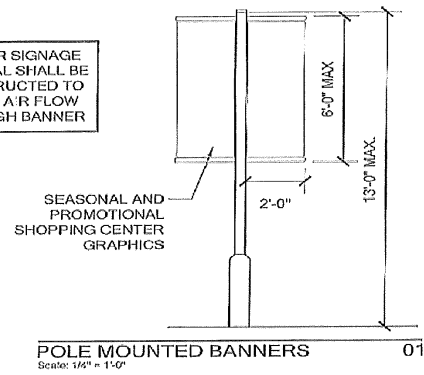 R SIGNAGE
AL SHALL BE
RUCTED TO
AIR FLOW
GH BANNER
6'-0" MAX
13'-0" MAX.
2'-0"
SEASONAL AND
PROMOTIONAL
SHOPPING CENTER
GRAPHICS
POLE MOUNTED BANNERS 01
Scale: 1/4" = 1'-0"